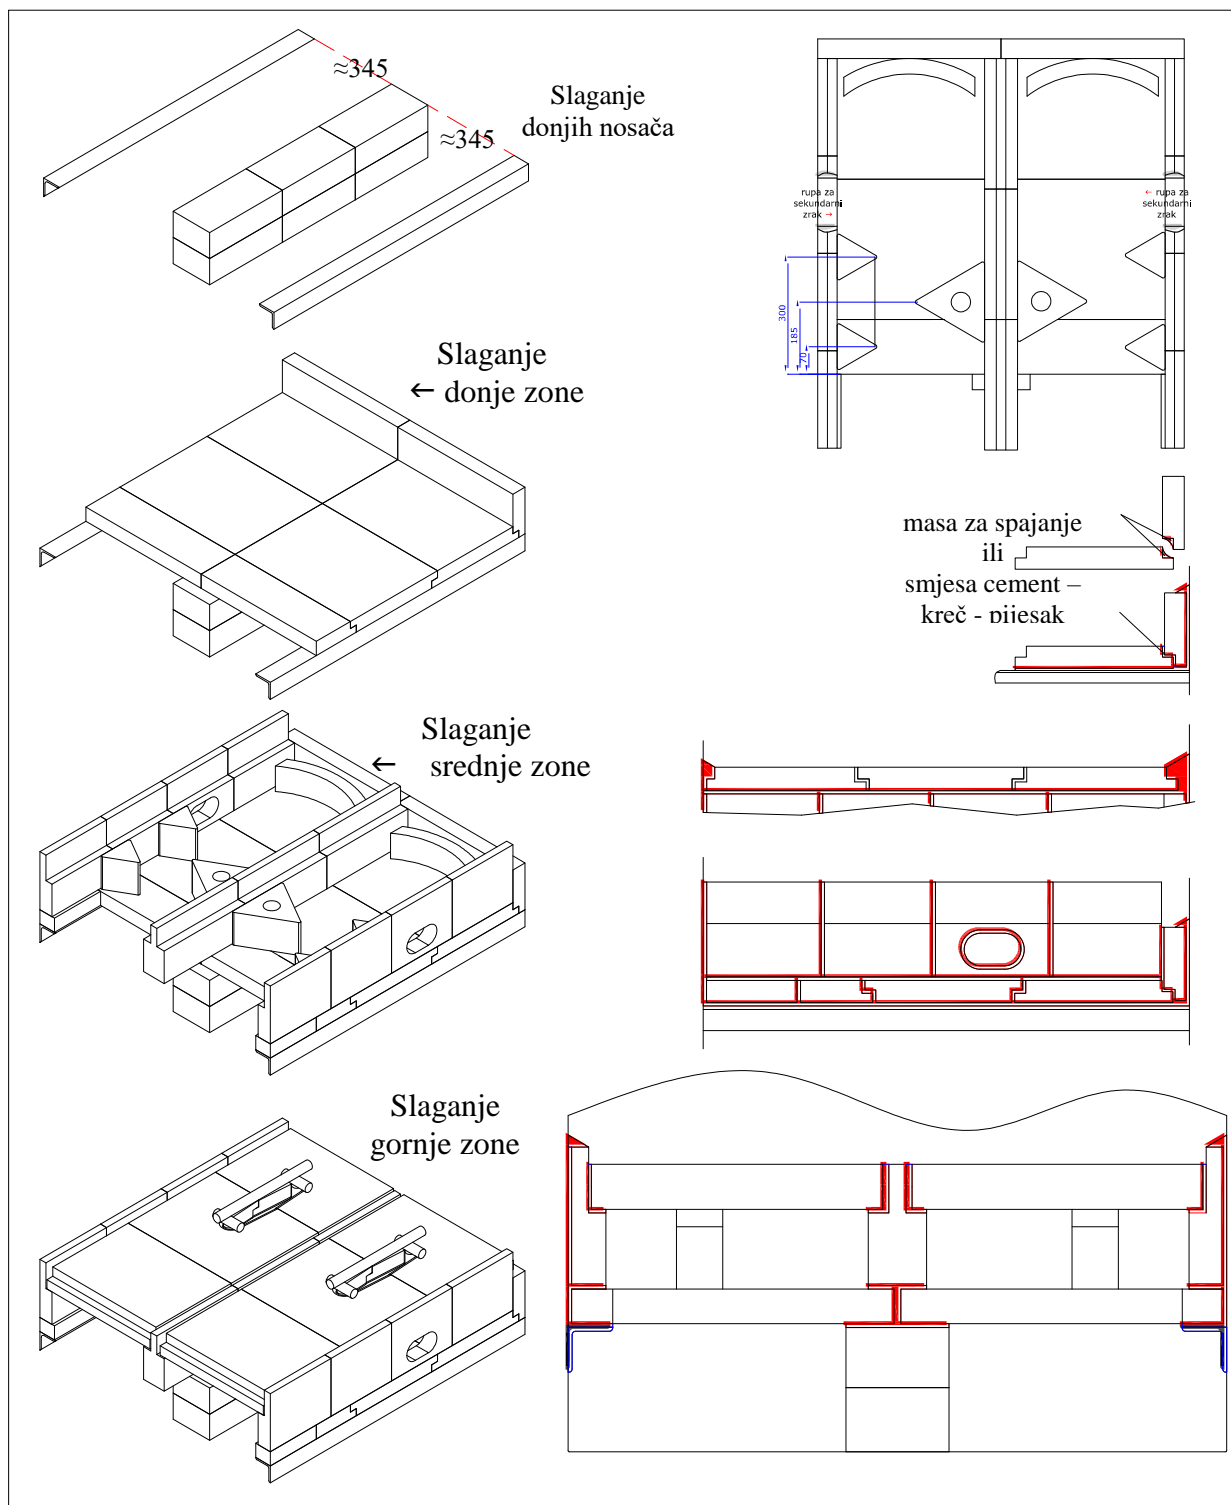 ≈345
≈345
Slaganje
donjih nosača
rupa za
sekundarni
zrak →
← rupa za
sekundarni
zrak
300
185
70
Slaganje
← donje zone
masa za spajanje
ili
smjesa cement –
kreč - pijesak
Slaganje
← srednje zone
Slaganje
gornje zone